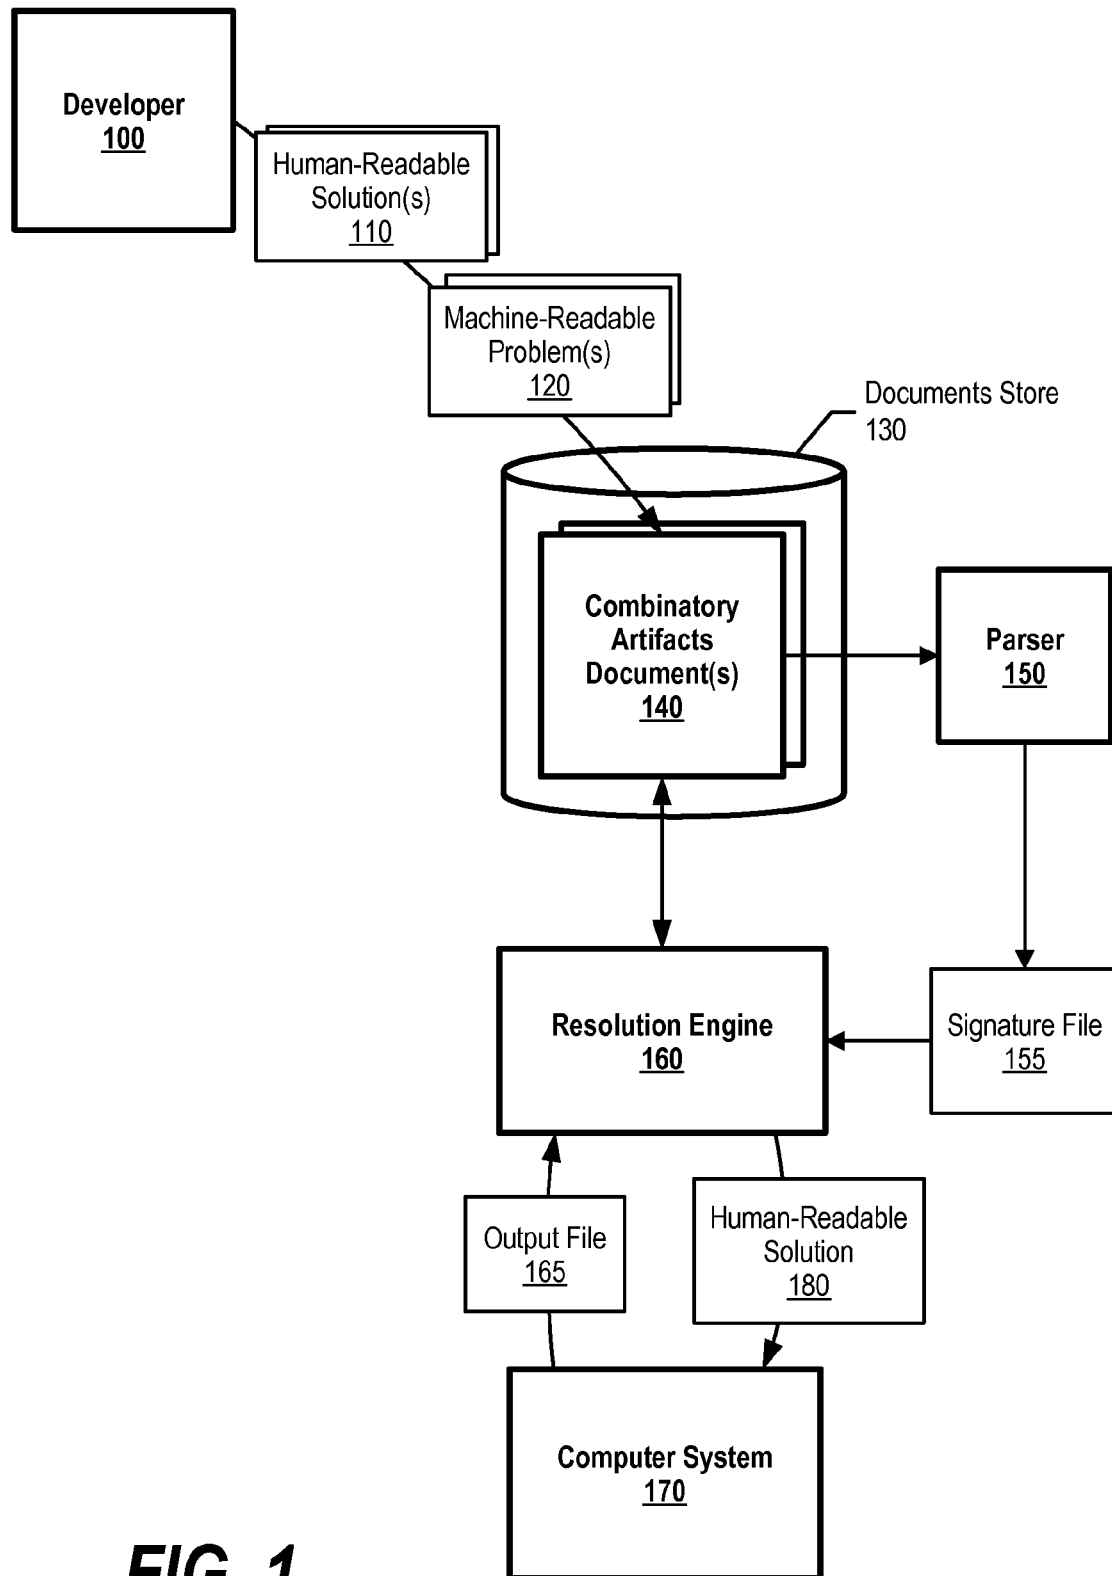 Developer
100
Human-Readable
Solution(s)
110
Machine-Readable
Problem(s)
120
Documents Store
130
Combinatory
Artifacts
Document(s)
140
Parser
150
Resolution Engine
160
Signature File
155
Output File
165
Human-Readable
Solution
180
Computer System
170
FIG. 1